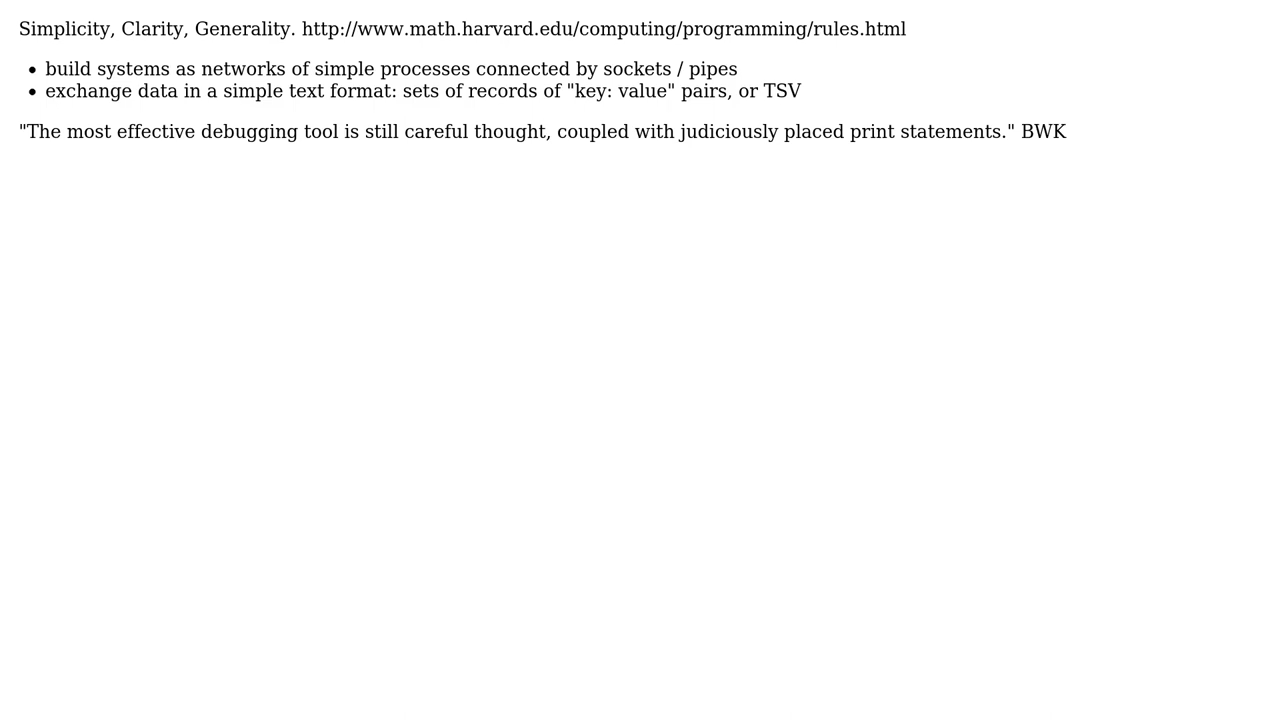 Simplicity, Clarity, Generality. http://www.math.harvard.edu/computing/programming/rules.html
• build systems as networks of simple processes connected by sockets / pipes
• exchange data in a simple text format: sets of records of "key: value" pairs, or TSV
"The most effective debugging tool is still careful thought, coupled with judiciously placed print statements." BWK